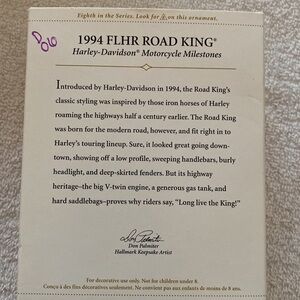 Eighth in the Series. Look for 8 on this ornament.
D
06
1994 FLHR ROAD KING®
Harley-Davidson® Motorcycle Milestones
Introduced by Harley-Davidson in 1994, the Road King's
classic styling was inspired by those iron horses of Harley
roaming the highways half a century earlier. The Road King
was born for the modern road, however, and fit right in to
Harley's touring lineup. Sure, it looked great going down-
town, showing off a low profile, sweeping handlebars, burly
headlight, and deep-skirted fenders. But its highway
heritage–the big V-twin engine, a generous gas tank, and
hard saddlebags–proves why riders say, "Long live the King!"
Don Palmiter
Don Palmiter
Hallmark Keepsake Artist
For decorative use only. Not for children under 8.
Conçu à des fins décoratives seulement. Ne convient pas aux enfants de moins de 8 ans.